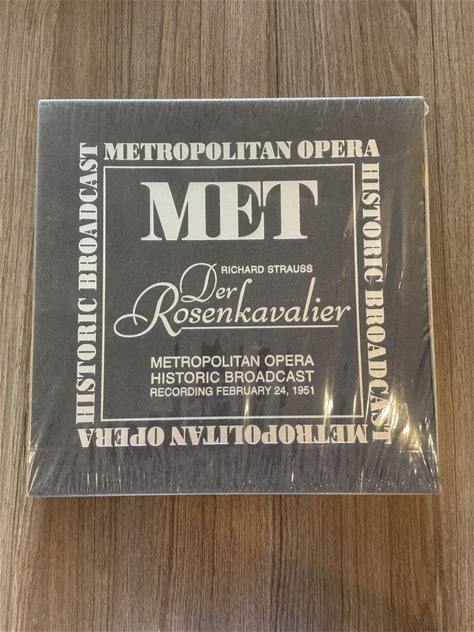 METROPOLITAN OPERA
HISTORIC BROADCAST
MET
RICHARD STRAUSS
Der
Rosenkavalier
METROPOLITAN OPERA
HISTORIC BROADCAST
RECORDING FEBRUARY 24, 1951
HISTORIC BROADCAST
METROPOLITAN OPERA